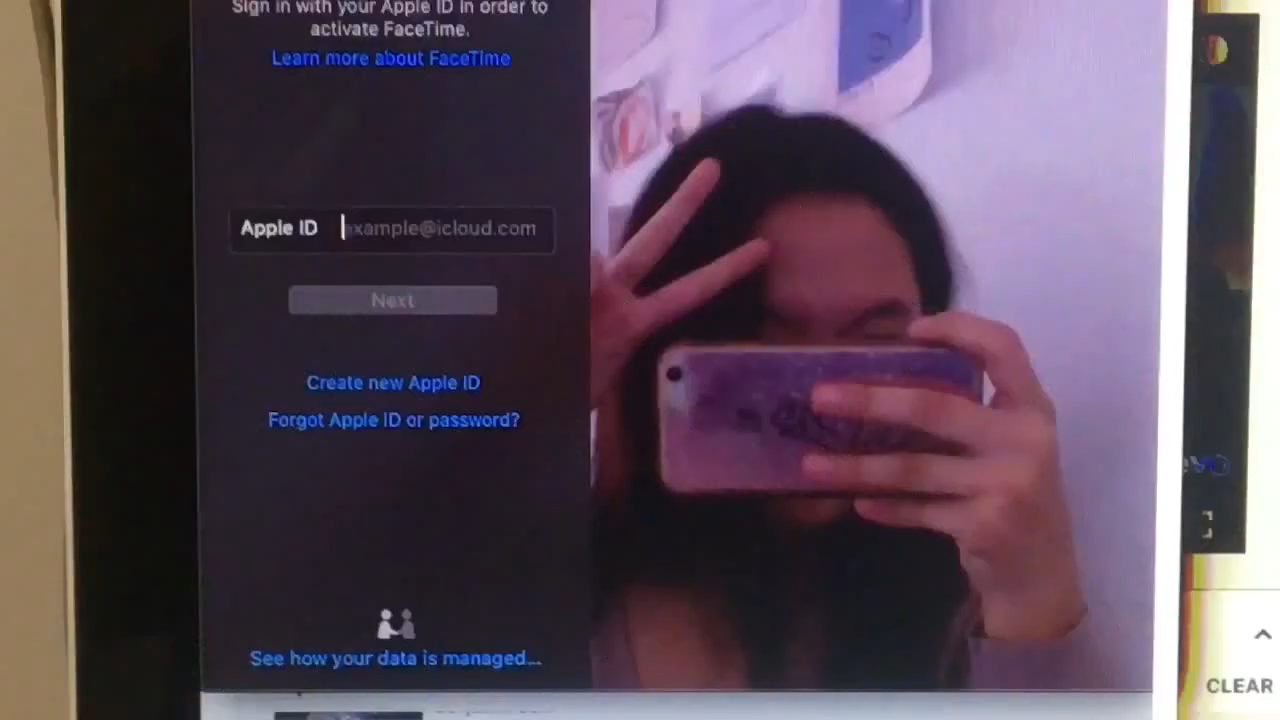 Sign in with your Apple ID in order to
activate FaceTime.
Learn more about FaceTime
Apple ID
example@icloud.com
Next
Create new Apple ID
Forgot Apple ID or password?
See how your data is managed...
CLEAR